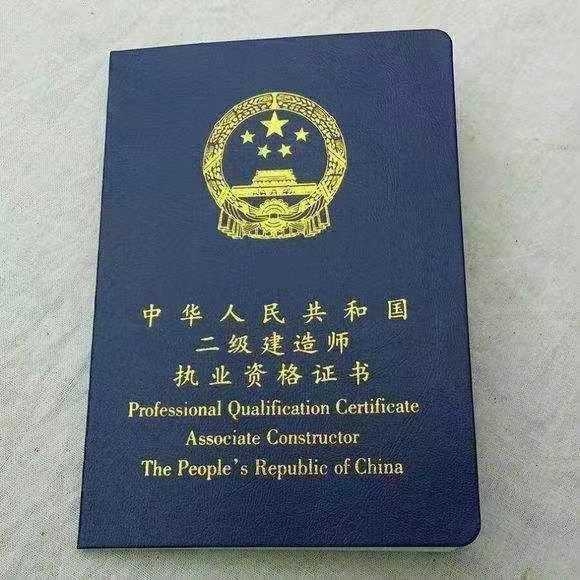 中华人民共和国
二级建造师
执业资格证书
Professional Qualification Certificate
Associate Constructor
The People's Republic of China